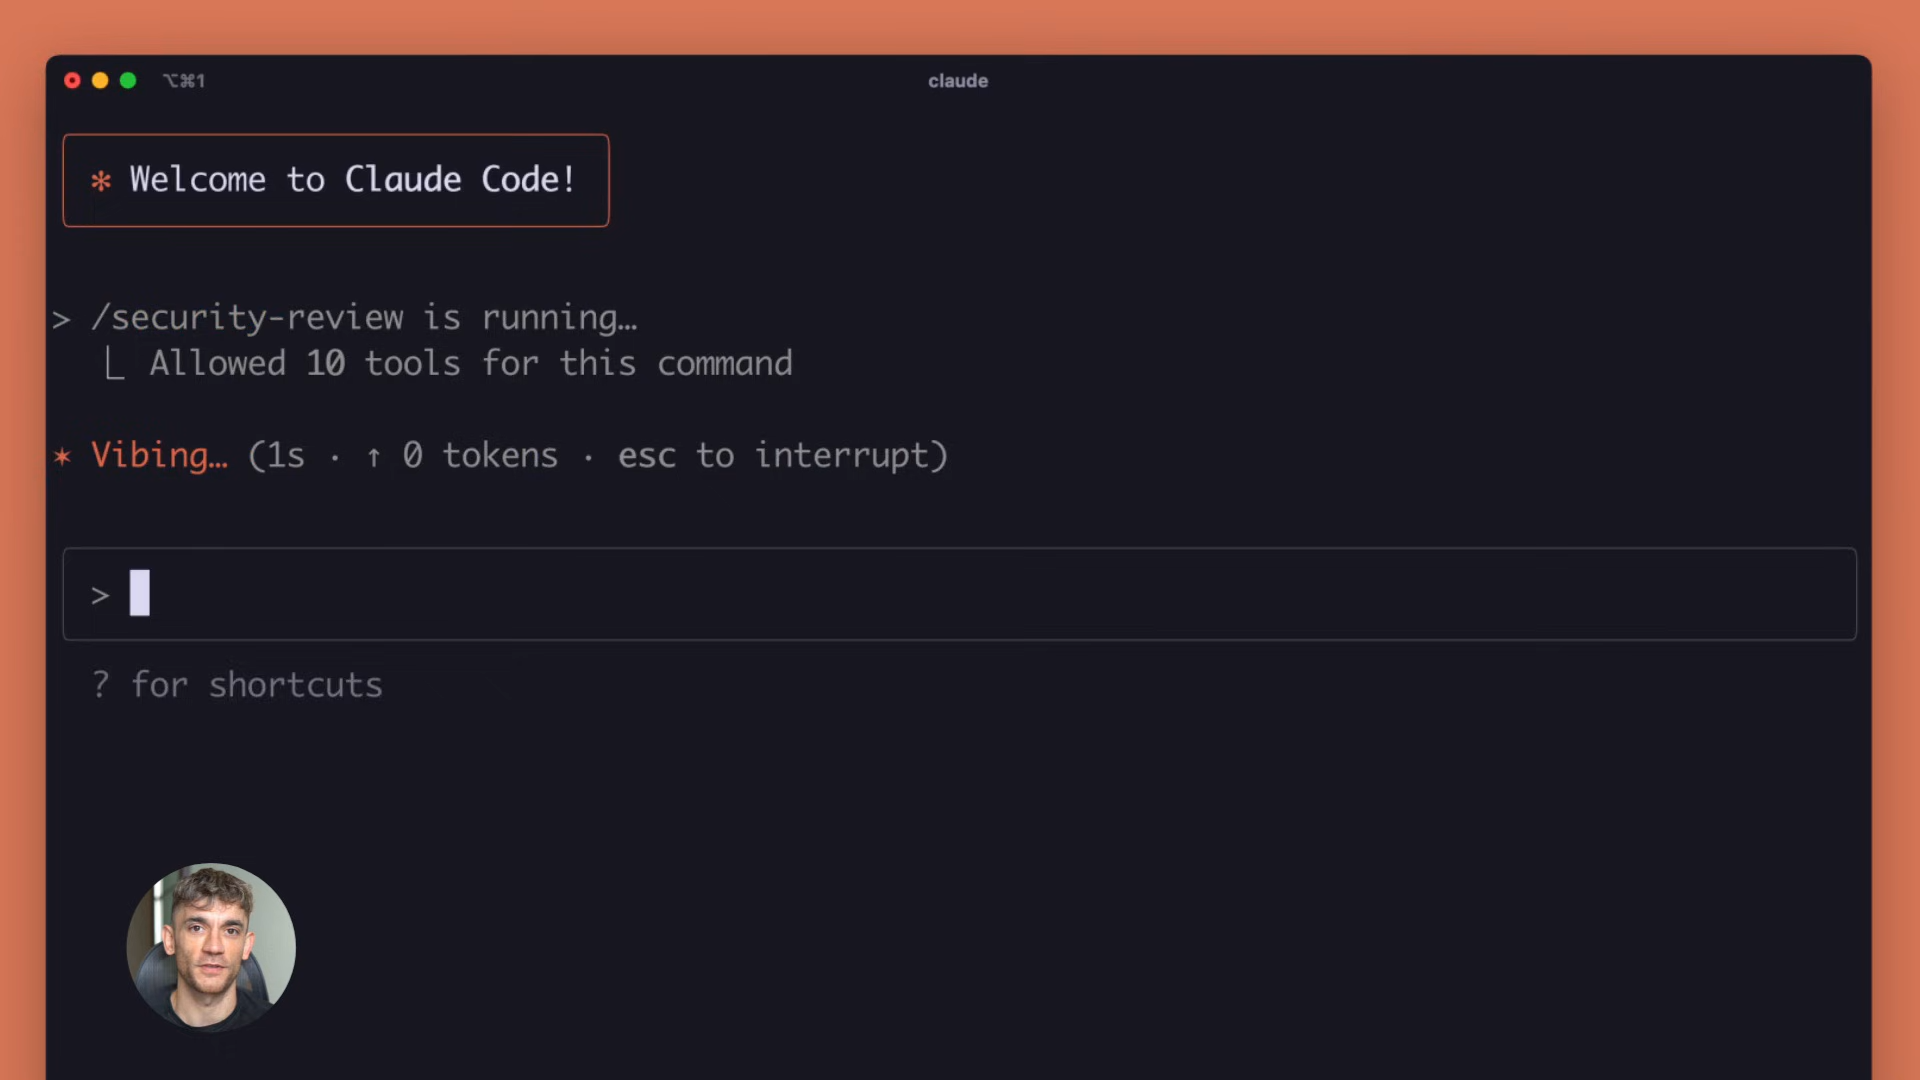 ⌥⌘1
claude
✻ Welcome to Claude Code!
> /security-review is running…
⎿ Allowed 10 tools for this command
✶ Vibing… (1s · ↑ 0 tokens · esc to interrupt)
>
? for shortcuts